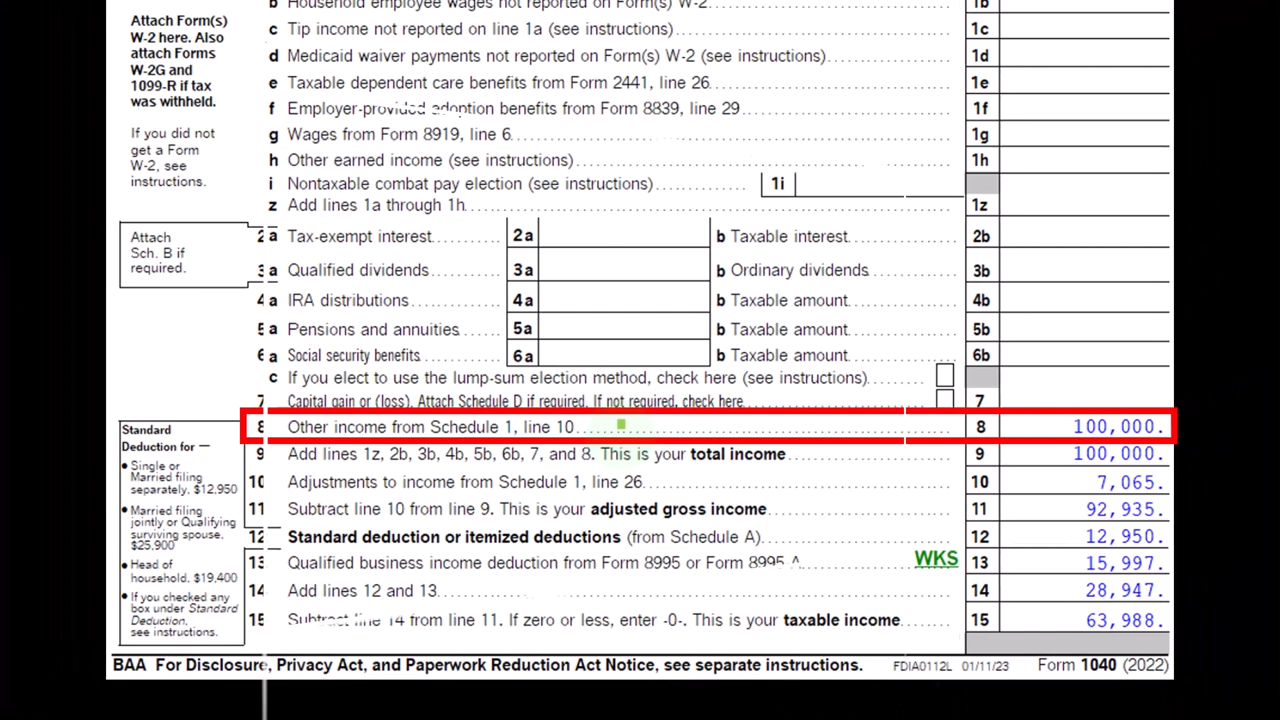 b Household employee wages not reported on Form(s) W-2 1b
Attach Form(s)
W-2 here. Also
attach Forms
W-2G and
1099-R if tax
was withheld.
If you did not
get a Form
W-2, see
instructions.
c Tip income not reported on line 1a (see instructions) 1c
d Medicaid waiver payments not reported on Form(s) W-2 (see instructions) 1d
e Taxable dependent care benefits from Form 2441, line 26 1e
f Employer-provided adoption benefits from Form 8839, line 29 1f
g Wages from Form 8919, line 6 1g
h Other earned income (see instructions) 1h
i Nontaxable combat pay election (see instructions) 1i
z Add lines 1a through 1h 1z
Attach
Sch. B if
required.
2a Tax-exempt interest 2a b Taxable interest 2b
3a Qualified dividends 3a b Ordinary dividends 3b
4a IRA distributions 4a b Taxable amount 4b
5a Pensions and annuities 5a b Taxable amount 5b
6a Social security benefits 6a b Taxable amount 6b
c If you elect to use the lump-sum election method, check here (see instructions)
7 Capital gain or (loss). Attach Schedule D if required. If not required, check here 7
Standard
Deduction for —
• Single or
Married filing
separately, $12,950
• Married filing
jointly or Qualifying
surviving spouse,
$25,900
• Head of
household, $19,400
• If you checked any
box under Standard
Deduction,
see instructions.
8 Other income from Schedule 1, line 10 8 100,000.
9 Add lines 1z, 2b, 3b, 4b, 5b, 6b, 7, and 8. This is your total income 9 100,000.
10 Adjustments to income from Schedule 1, line 26 10 7,065.
11 Subtract line 10 from line 9. This is your adjusted gross income 11 92,935.
12 Standard deduction or itemized deductions (from Schedule A) 12 12,950.
13 Qualified business income deduction from Form 8995 or Form 8995-A WKS 13 15,997.
14 Add lines 12 and 13 14 28,947.
15 Subtract line 14 from line 11. If zero or less, enter -0-. This is your taxable income 15 63,988.
BAA For Disclosure, Privacy Act, and Paperwork Reduction Act Notice, see separate instructions. FDIA0112L 01/11/23 Form 1040 (2022)